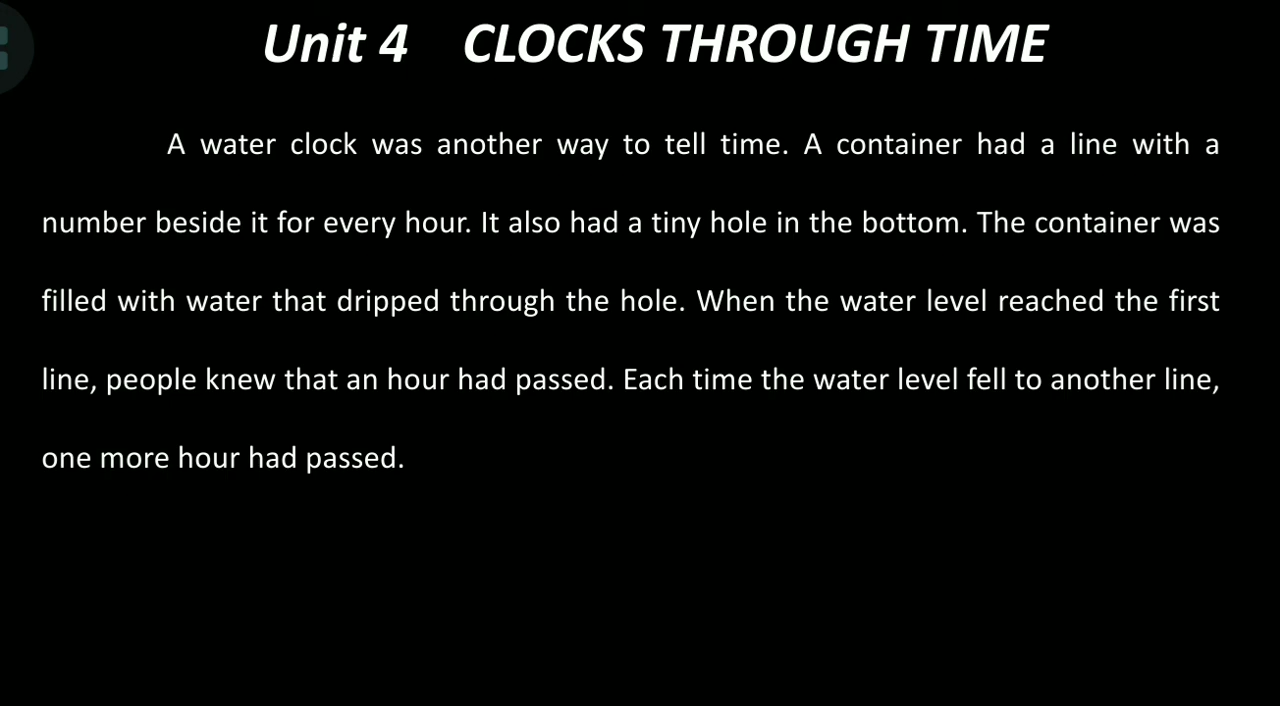 Unit 4 CLOCKS THROUGH TIME
A water clock was another way to tell time. A container had a line with a
number beside it for every hour. It also had a tiny hole in the bottom. The container was
filled with water that dripped through the hole. When the water level reached the first
line, people knew that an hour had passed. Each time the water level fell to another line,
one more hour had passed.